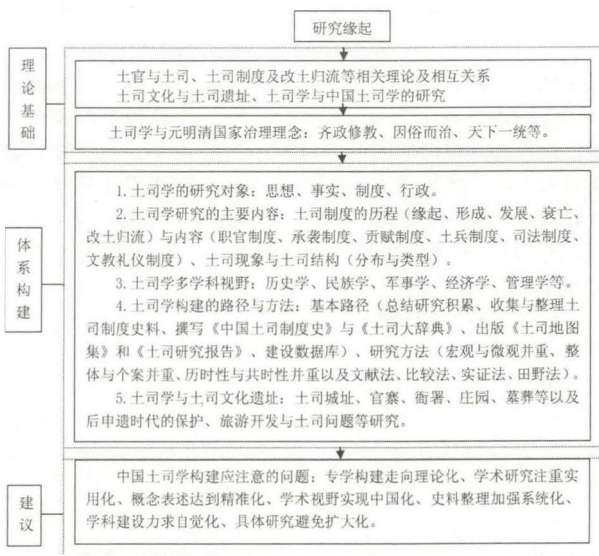 研究缘起
理论基础
土官与土司、土司制度及改土归流等相关理论及相互关系
土司文化与土司遗址、土司学与中国土司学的研究
土司学与元明清国家治理理念：齐政修教、因俗而治、天下一统等。
体系构建
1.土司学的研究对象：思想、事实、制度、行政。
2.土司学研究的主要内容：土司制度的历程（缘起、形成、发展、衰亡、
改土归流）与内容（职官制度、承袭制度、贡赋制度、土兵制度、司法制度、
文教礼仪制度）、土司现象与土司结构（分布与类型）。
3.土司学多学科视野：历史学、民族学、军事学、经济学、管理学等。
4.土司学构建的路径与方法：基本路径（总结研究积累、收集与整理土
司制度史料、撰写《中国土司制度史》与《土司大辞典》、出版《土司地图
集》和《土司研究报告》、建设数据库）、研究方法（宏观与微观并重、整
体与个案并重、历时性与共时性并重以及文献法、比较法、实证法、田野法）。
5.土司学与土司文化遗址：土司城址、官寨、衙署、庄园、墓葬等以及
后申遗时代的保护、旅游开发与土司问题等研究。
建议
中国土司学构建应注意的问题：专学构建走向理论化、学术研究注重实
用化、概念表述达到精准化、学术视野实现中国化、史料整理加强系统化、
学科建设力求自觉化、具体研究避免扩大化。